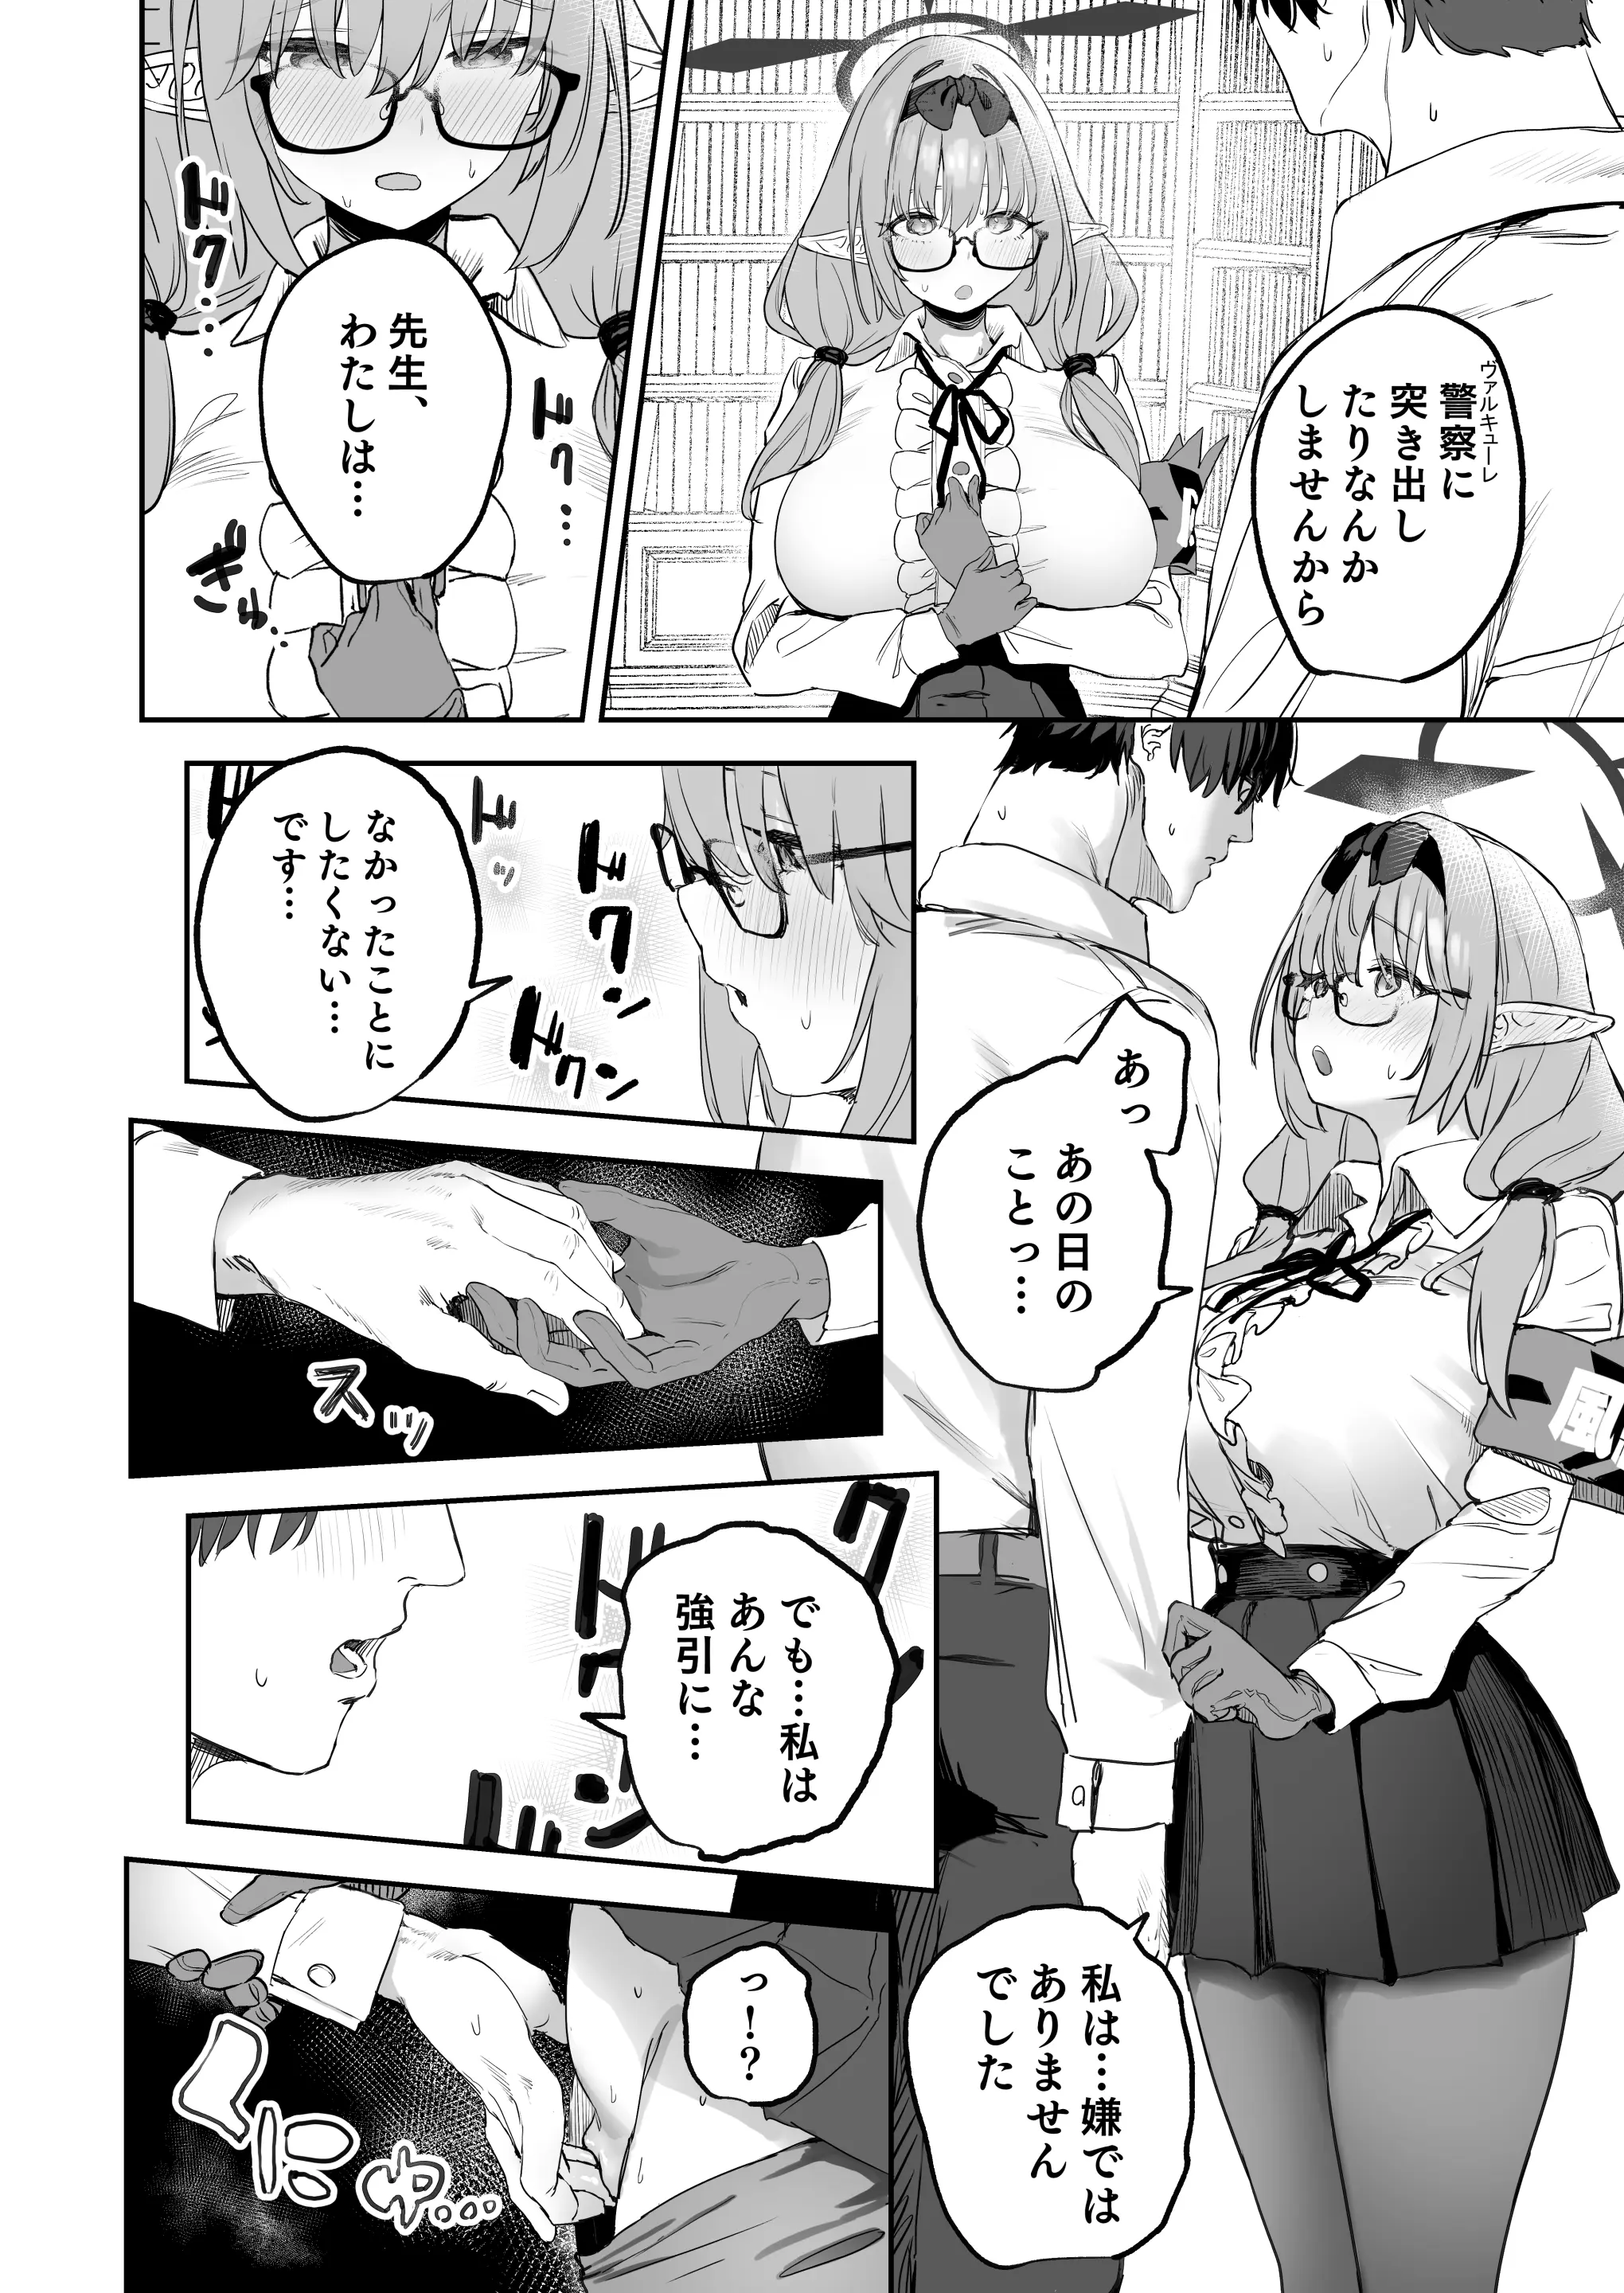 警察に
ヴァルキューレ
突き出し
たりなんか
しませんから
先生、
わたしは…
ドク…
ドク…
ぎゅ…
あっ
あの日の
ことっ…
風
なかったことに
したくない…
です…
ドクン
ドクン
スッ
でも…私は
あんな
強引に…
私は…嫌では
ありません
でした
っ!?
くにゅ…